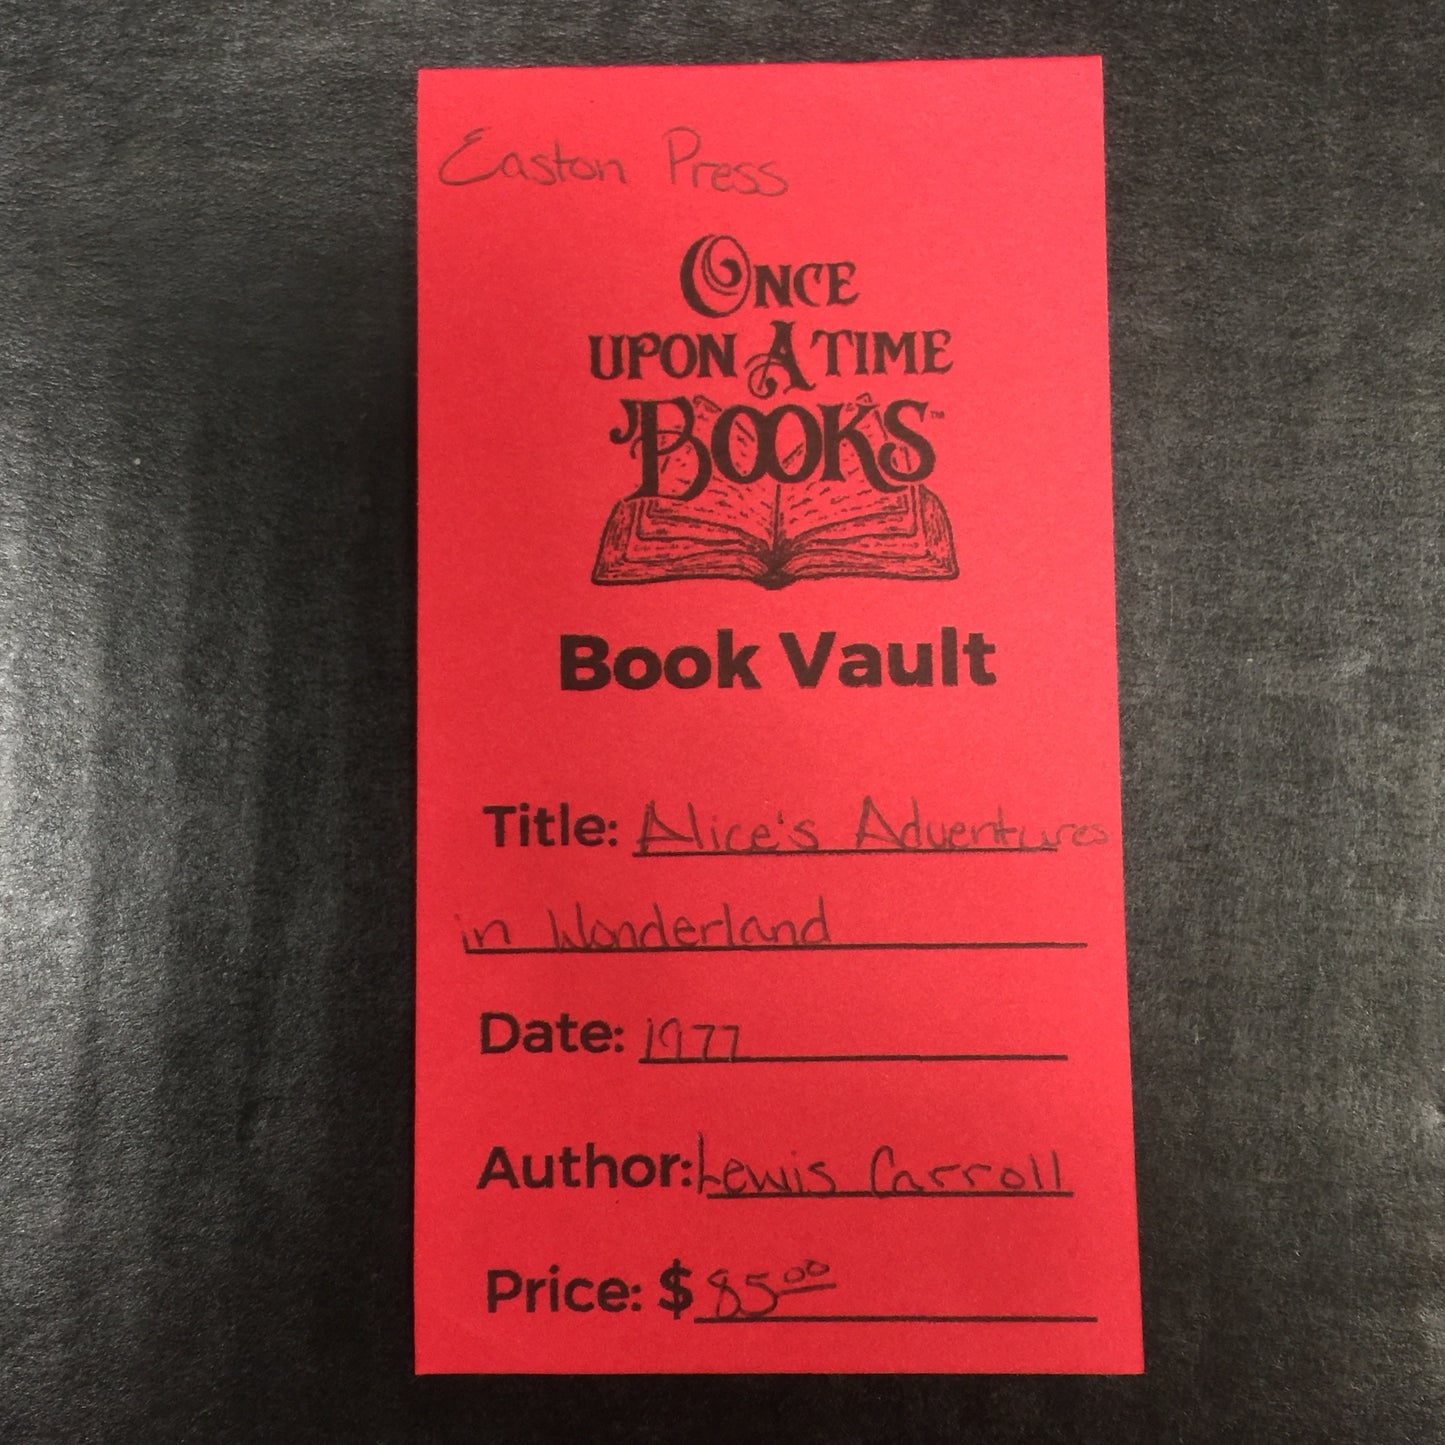 Easton Press
ONCE
UPON A TIME
BOOKS™
Book Vault
Title: Alice's Adventures
in Wonderland
Date: 1977
Author: Lewis Carroll
Price: $85.00